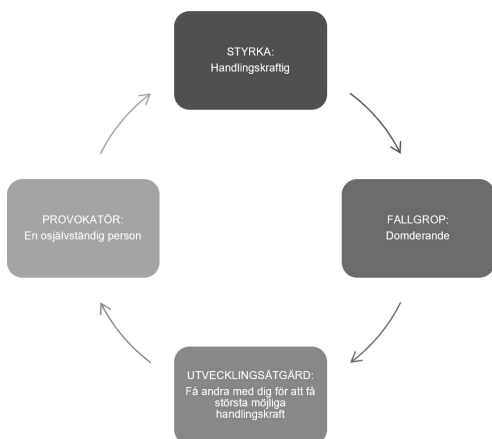 STYRKA:
Handlingskraftig
PROVOKATÖR:
En osjälvständig person
FALLGROP:
Domderande
UTVECKLINGSÅTGÄRD:
Få andra med dig för att få
största möjliga
handlingskraft